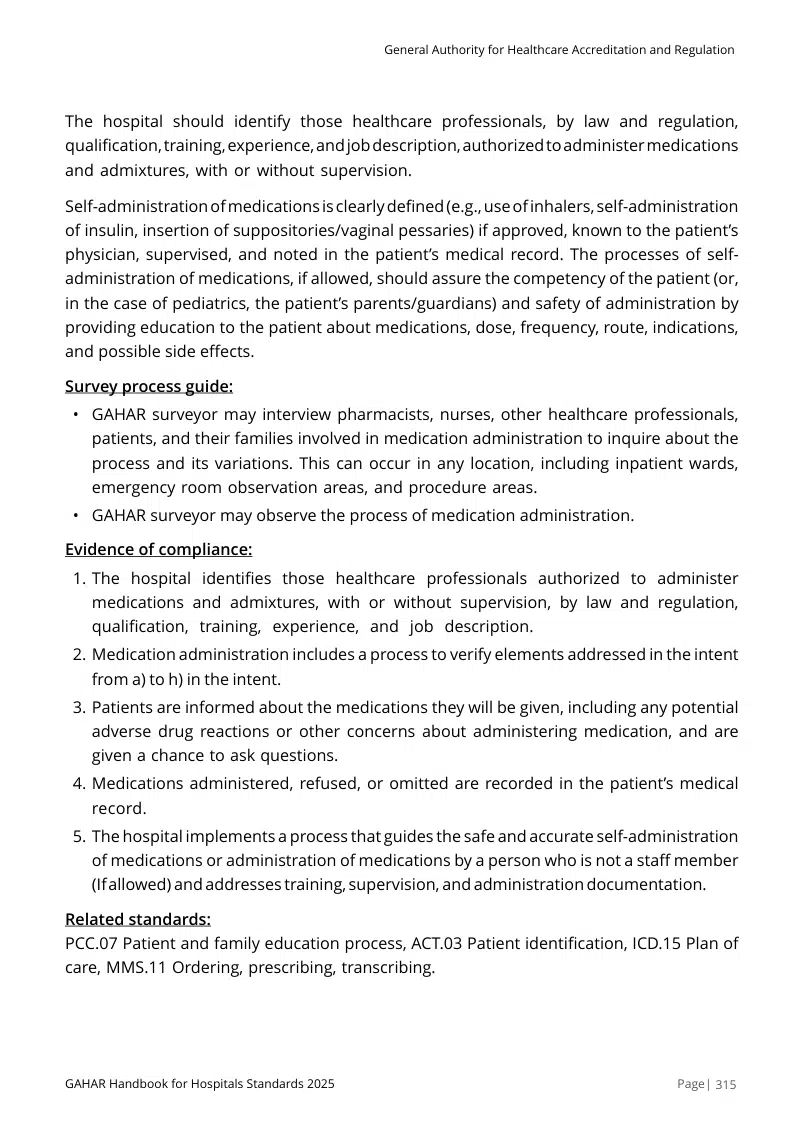 General Authority for Healthcare Accreditation and Regulation
The hospital should identify those healthcare professionals, by law and regulation,
qualification, training, experience, and job description, authorized to administer medications
and admixtures, with or without supervision.
Self-administration of medications is clearly defined (e.g., use of inhalers, self-administration
of insulin, insertion of suppositories/vaginal pessaries) if approved, known to the patient’s
physician, supervised, and noted in the patient’s medical record. The processes of self-
administration of medications, if allowed, should assure the competency of the patient (or,
in the case of pediatrics, the patient’s parents/guardians) and safety of administration by
providing education to the patient about medications, dose, frequency, route, indications,
and possible side effects.
Survey process guide:
• GAHAR surveyor may interview pharmacists, nurses, other healthcare professionals,
patients, and their families involved in medication administration to inquire about the
process and its variations. This can occur in any location, including inpatient wards,
emergency room observation areas, and procedure areas.
• GAHAR surveyor may observe the process of medication administration.
Evidence of compliance:
1. The hospital identifies those healthcare professionals authorized to administer
medications and admixtures, with or without supervision, by law and regulation,
qualification, training, experience, and job description.
2. Medication administration includes a process to verify elements addressed in the intent
from a) to h) in the intent.
3. Patients are informed about the medications they will be given, including any potential
adverse drug reactions or other concerns about administering medication, and are
given a chance to ask questions.
4. Medications administered, refused, or omitted are recorded in the patient’s medical
record.
5. The hospital implements a process that guides the safe and accurate self-administration
of medications or administration of medications by a person who is not a staff member
(If allowed) and addresses training, supervision, and administration documentation.
Related standards:
PCC.07 Patient and family education process, ACT.03 Patient identification, ICD.15 Plan of
care, MMS.11 Ordering, prescribing, transcribing.
GAHAR Handbook for Hospitals Standards 2025
Page| 315